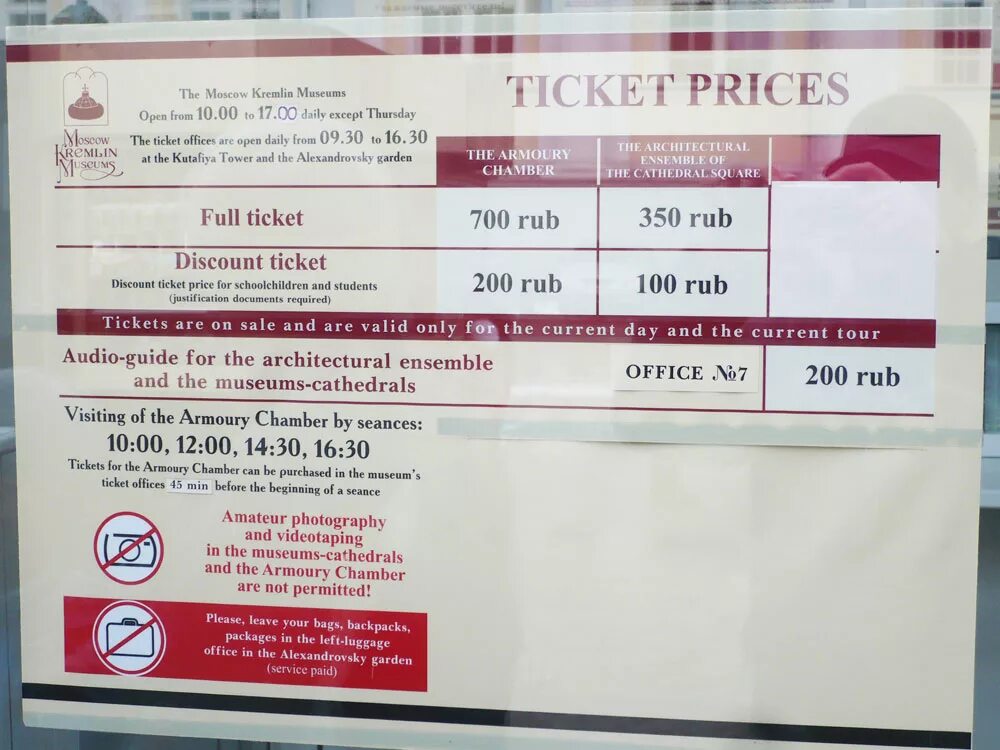 TICKET PRICES
The Moscow Kremlin Museums
Open from 10.00 to 17.00 daily except Thursday
The ticket offices are open daily from 09.30 to 16.30
at the Kutafiya Tower and the Alexandrovsky garden
Moscow
Kremlin
Museums
THE ARMOURY
CHAMBER
THE ARCHITECTURAL
ENSEMBLE OF
THE CATHEDRAL SQUARE
Full ticket 700 rub 350 rub
Discount ticket
Discount ticket price for schoolchildren and students
(justification documents required)
200 rub 100 rub
Tickets are on sale and are valid only for the current day and the current tour
Audio-guide for the architectural ensemble
and the museums-cathedrals
OFFICE №7 200 rub
Visiting of the Armoury Chamber by seances:
10:00, 12:00, 14:30, 16:30
Tickets for the Armoury Chamber can be purchased in the museum's
ticket offices 45 min before the beginning of a seance
Amateur photography
and videotaping
in the museums-cathedrals
and the Armoury Chamber
are not permitted!
Please, leave your bags, backpacks,
packages in the left-luggage
office in the Alexandrovsky garden
(service paid)